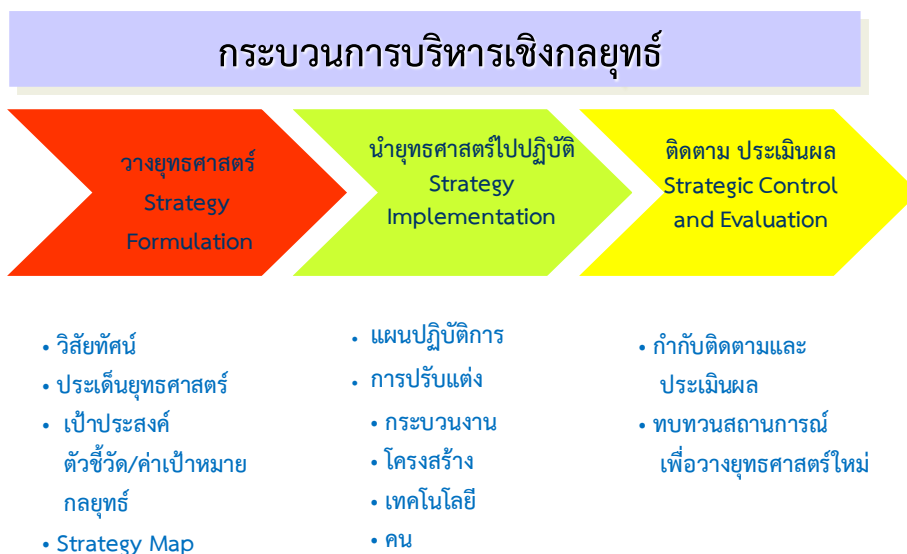 กระบวนการบริหารเชิงกลยุทธ์
วางยุทธศาสตร์
Strategy
Formulation
นำยุทธศาสตร์ไปปฏิบัติ
Strategy
Implementation
ติดตาม ประเมินผล
Strategic Control
and Evaluation
• วิสัยทัศน์
• ประเด็นยุทธศาสตร์
• เป้าประสงค์
ตัวชี้วัด/ค่าเป้าหมาย
กลยุทธ์
• Strategy Map
• แผนปฏิบัติการ
• การปรับแต่ง
• กระบวนงาน
• โครงสร้าง
• เทคโนโลยี
• คน
• กำกับติดตามและ
ประเมินผล
• ทบทวนสถานการณ์
เพื่อวางยุทธศาสตร์ใหม่